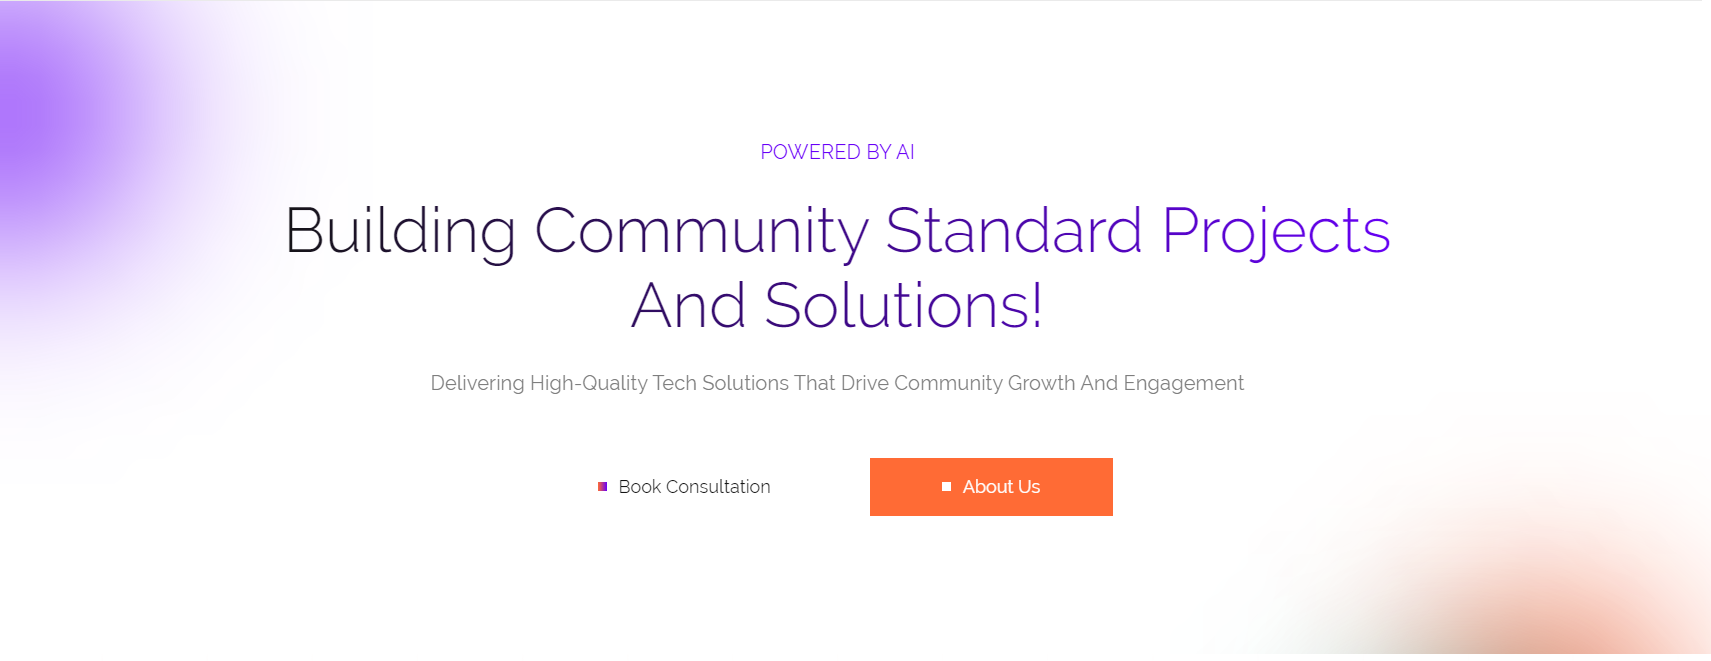 POWERED BY AI
Building Community Standard Projects
And Solutions!
Delivering High-Quality Tech Solutions That Drive Community Growth And Engagement
Book Consultation
About Us